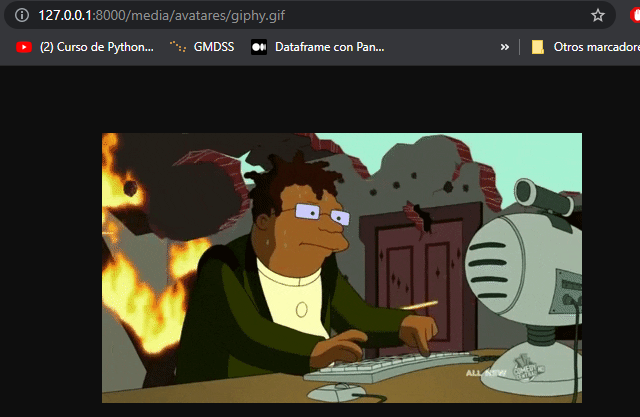 127.0.0.1:8000/media/avatares/giphy.gif
(2) Curso de Python... GMDSS Dataframe con Pan... » Otros marcador
ALL NEW